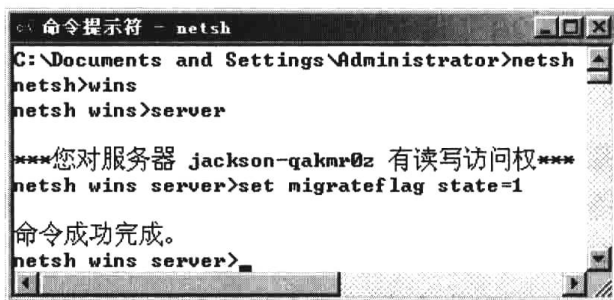 命令提示符 - netsh
C:\Documents and Settings\Administrator>netsh
netsh>wins
netsh wins>server
***您对服务器 jackson-qakmr0z 有读写访问权***
netsh wins server>set migrateflag state=1
命令成功完成。
netsh wins server>_